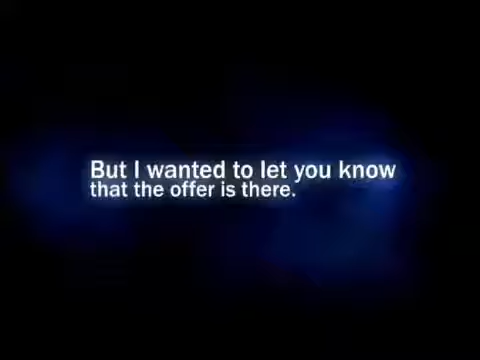 But I wanted to let you know
that the offer is there.